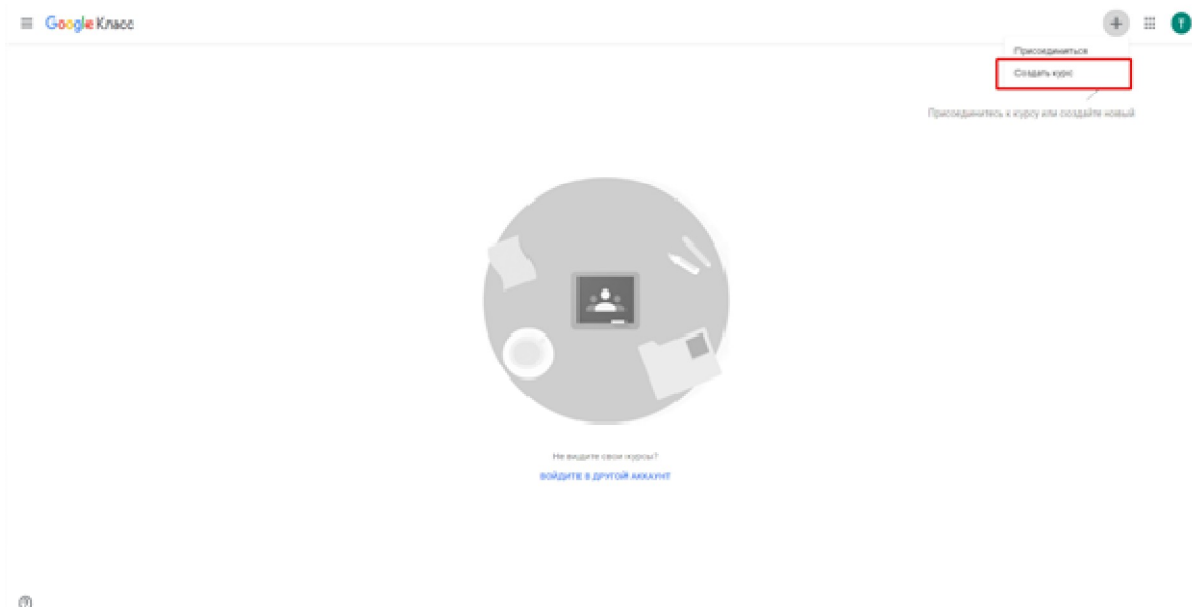 Google Класс
T
Присоединиться
Создать курс
Присоединитесь к курсу или создайте новый
Не видите свои курсы?
ВОЙДИТЕ В ДРУГОЙ АККАУНТ